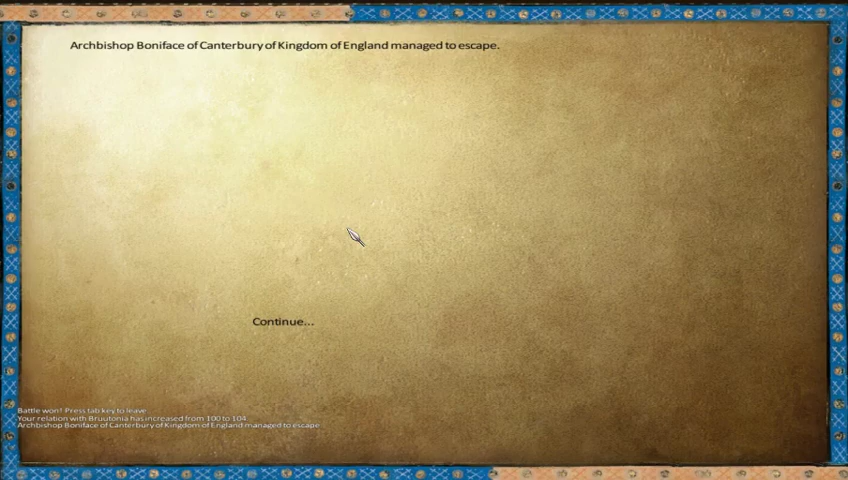 Archbishop Boniface of Canterbury of Kingdom of England managed to escape.
Continue...
Battle won! Press tab key to leave
Your relation with Bruutonia has increased from 100 to 104
Archbishop Boniface of Canterbury of Kingdom of England managed to escape